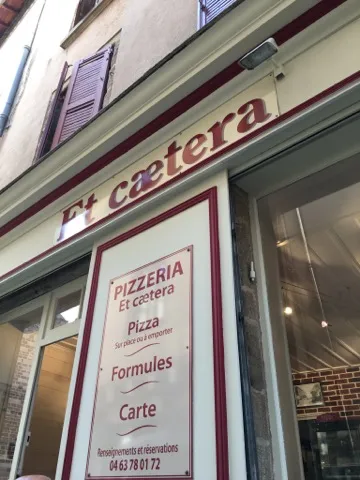 Et cætera
PIZZERIA
Et cætera
Pizza
Sur place ou à emporter
Formules
Carte
Renseignements et réservations
04 63 78 01 72